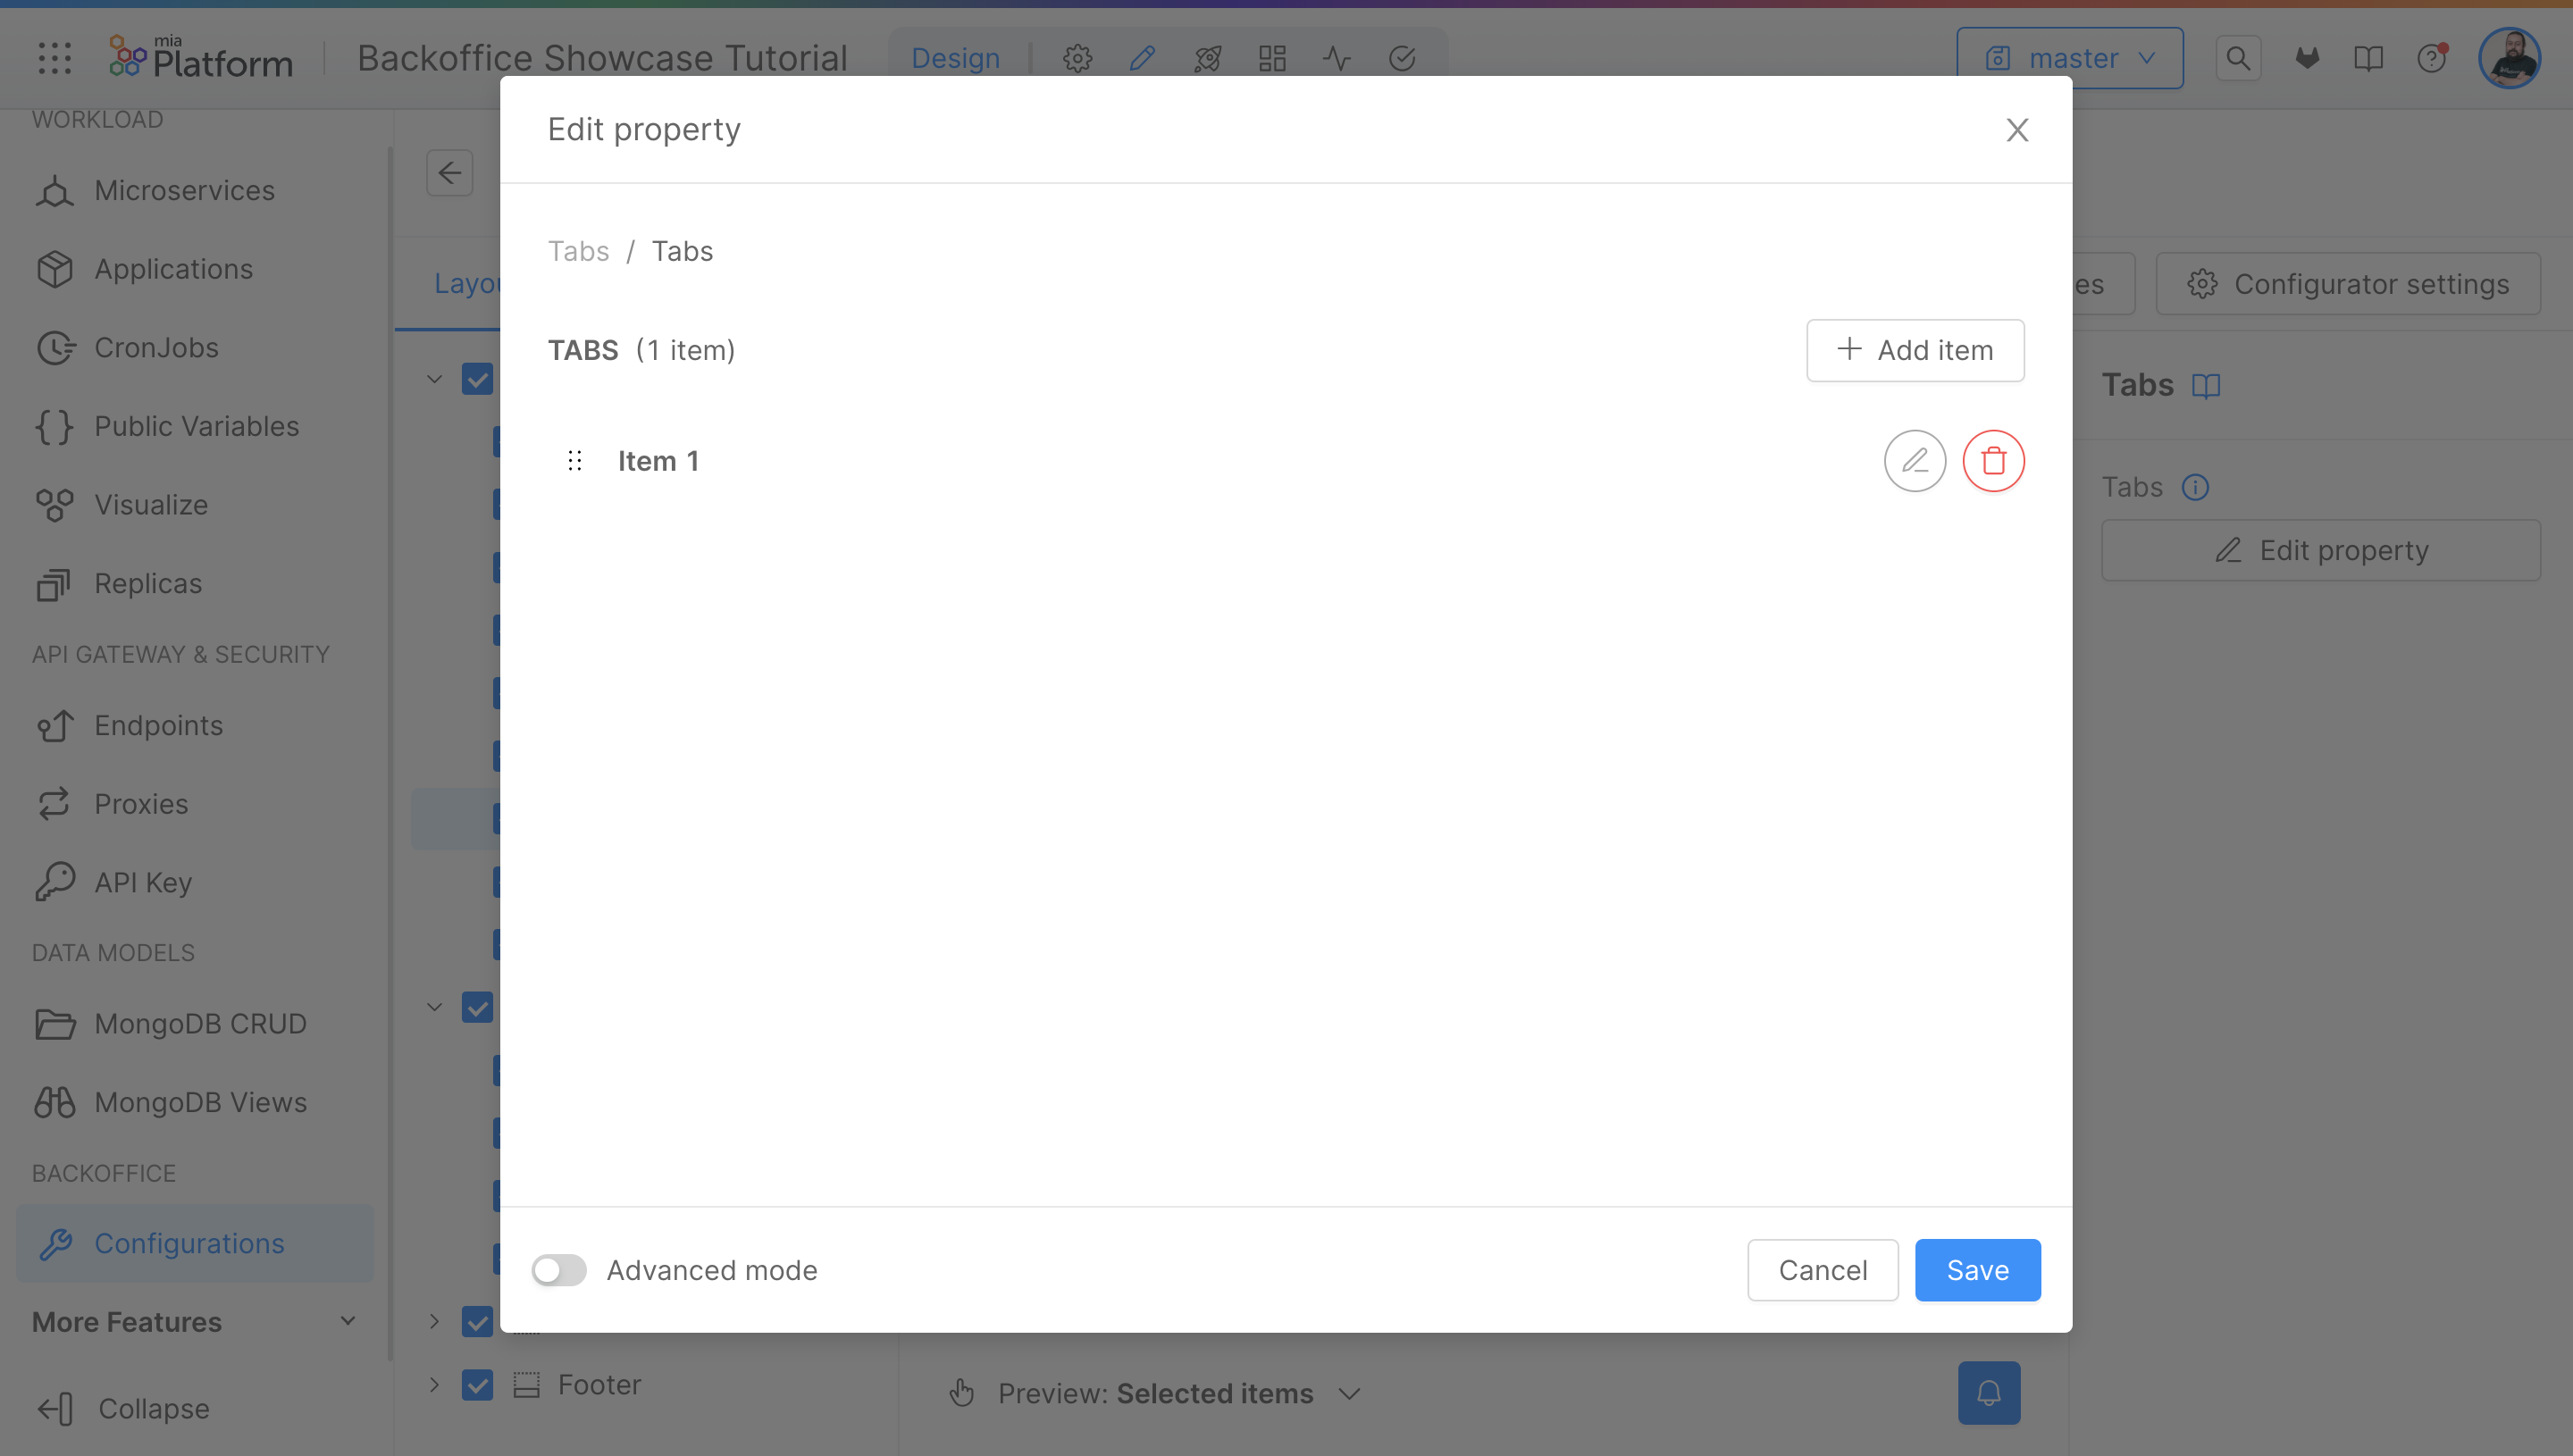 mia
Platform
Backoffice Showcase Tutorial
Design
master
WORKLOAD
Microservices
Applications
CronJobs
Public Variables
Visualize
Replicas
API GATEWAY & SECURITY
Endpoints
Proxies
API Key
DATA MODELS
MongoDB CRUD
MongoDB Views
BACKOFFICE
Configurations
More Features
Collapse
Edit property
Tabs / Tabs
TABS (1 item)
Add item
Item 1
Advanced mode
Cancel
Save
Configurator settings
Tabs
Tabs
Edit property
Footer
Preview: Selected items